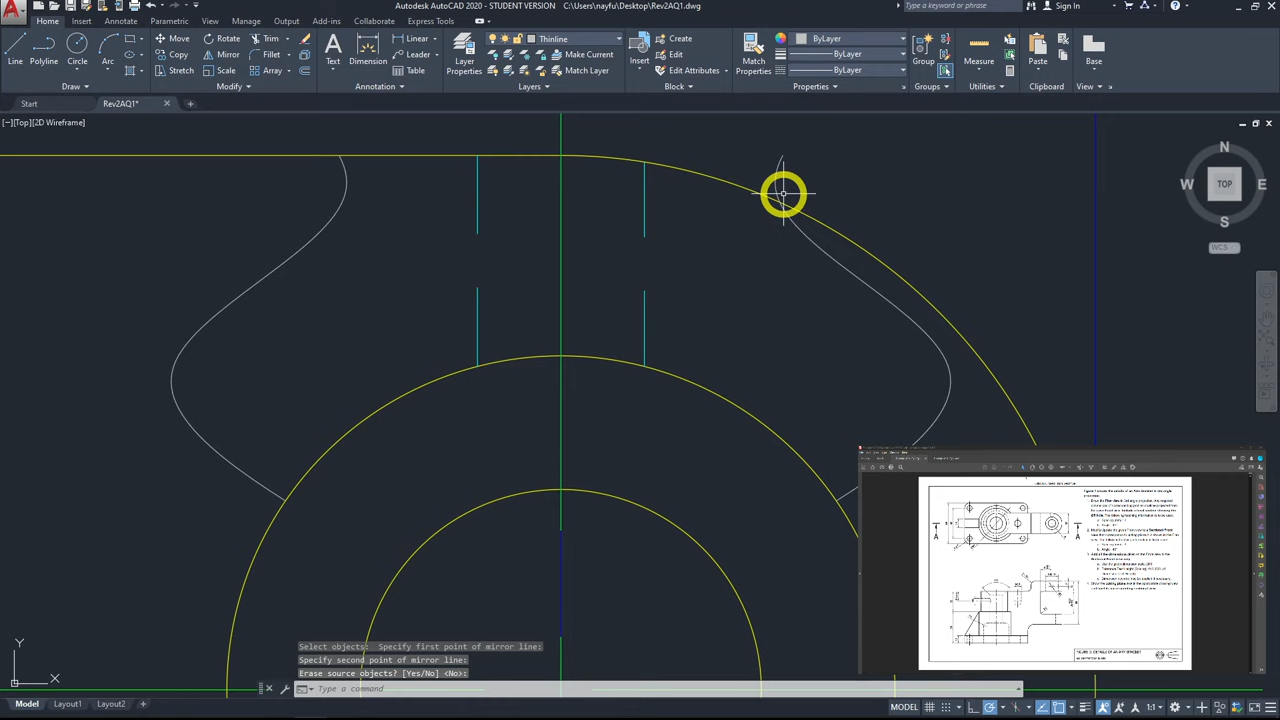 Autodesk AutoCAD 2020 - STUDENT VERSION C:\Users\nayfu\Desktop\Rev2AQ1.dwg
Type a keyword or phrase
Sign In
Home Insert Annotate Parametric View Manage Output Add-ins Collaborate Express Tools
Line Polyline Circle Arc
Move Rotate Trim
Copy Mirror Fillet
Stretch Scale Array
Text Dimension
Linear
Leader
Table
Layer Properties
Thinline
Make Current
Match Layer
Insert
Create
Edit
Edit Attributes
Match Properties
ByLayer
ByLayer
ByLayer
Group
Measure
Paste
Base
Draw Modify Annotation Layers Block Properties Groups Utilities Clipboard View
Start Rev2AQ1*
[−][Top][2D Wireframe]
N
W TOP E
S
WCS
A A
Select objects: Specify first point of mirror line:
Specify second point of mirror line:
Erase source objects? [Yes/No] <No>:
Type a command
Y
X
Model Layout1 Layout2
MODEL
1:1